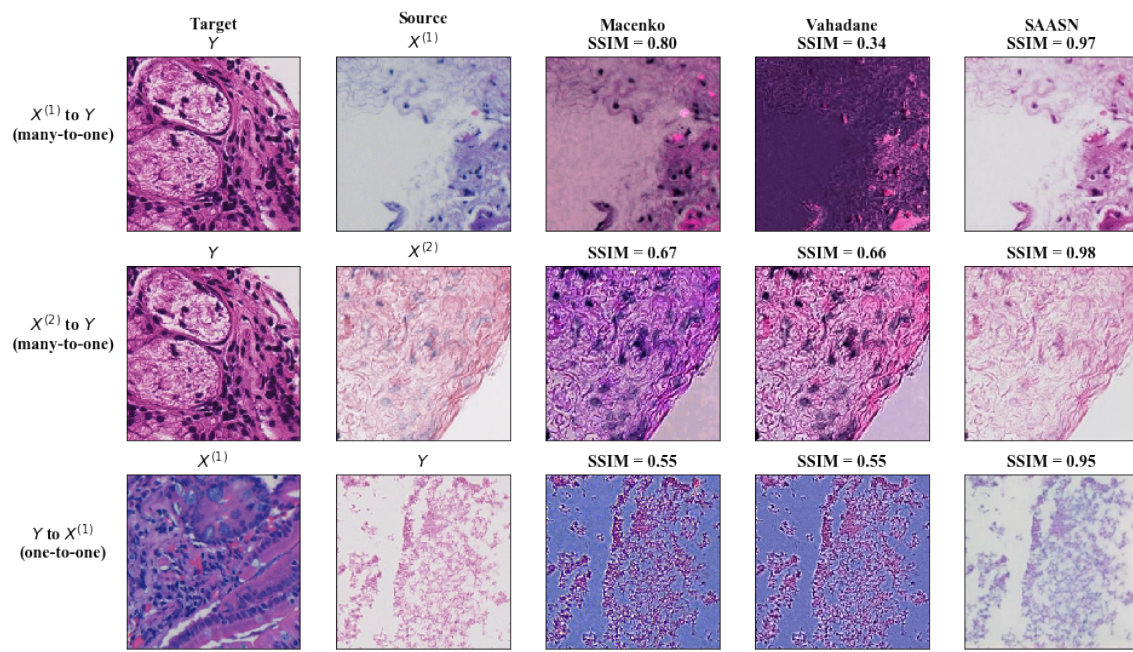 Target
Source
Macenko
Vahadane
SAASN
Y
X^(1)
SSIM = 0.80
SSIM = 0.34
SSIM = 0.97
X^(1) to Y
(many-to-one)
Y
X^(2)
SSIM = 0.67
SSIM = 0.66
SSIM = 0.98
X^(2) to Y
(many-to-one)
X^(1)
Y
SSIM = 0.55
SSIM = 0.55
SSIM = 0.95
Y to X^(1)
(one-to-one)